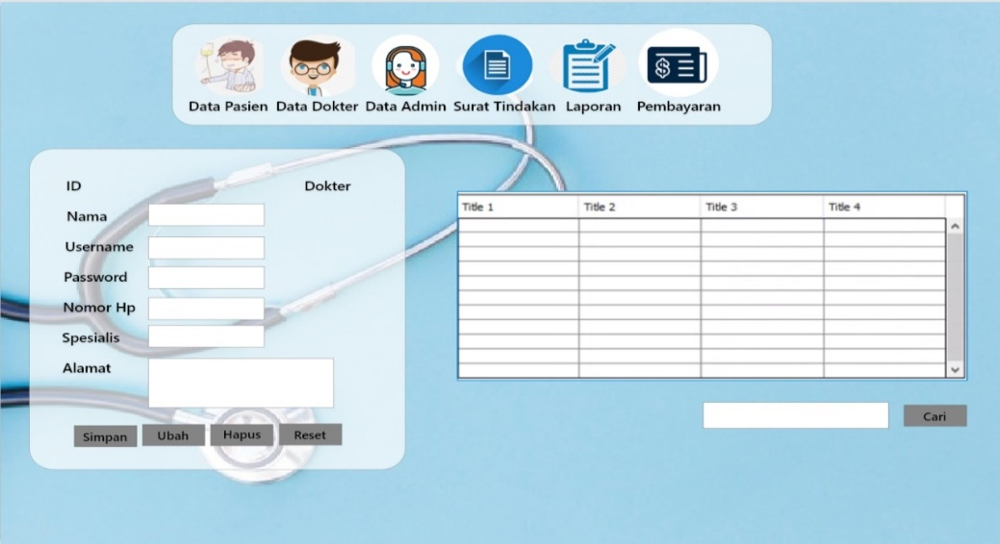 Data Pasien Data Dokter Data Admin Surat Tindakan Laporan Pembayaran
ID Dokter
Nama
Username
Password
Nomor Hp
Spesialis
Alamat
Simpan Ubah Hapus Reset
Title 1 Title 2 Title 3 Title 4
Cari